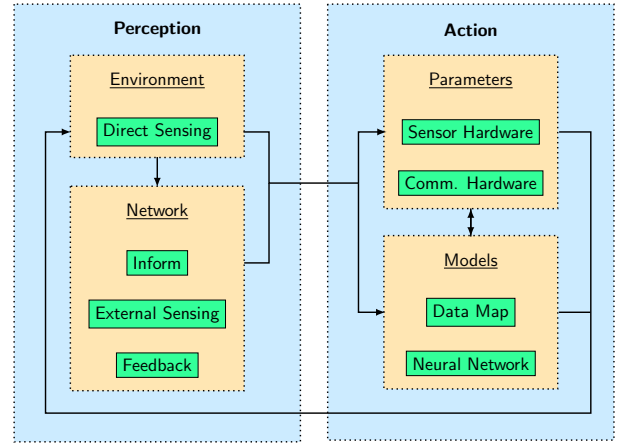 Perception
Environment
Direct Sensing
Network
Inform
External Sensing
Feedback
Action
Parameters
Sensor Hardware
Comm. Hardware
Models
Data Map
Neural Network